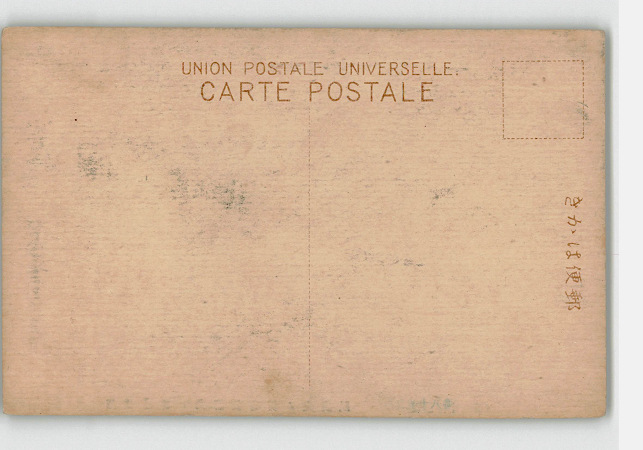 UNION POSTALE UNIVERSELLE.
CARTE POSTALE
きかは便郵